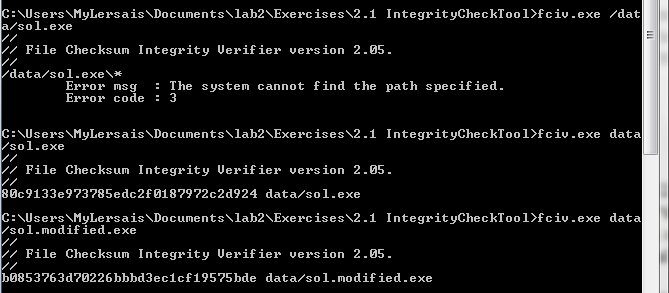 C:\Users\MyLersais\Documents\lab2\Exercises\2.1 IntegrityCheckTool>fciv.exe /dat
a/sol.exe
//
// File Checksum Integrity Verifier version 2.05.
//
/data/sol.exe\*
Error msg  : The system cannot find the path specified.
Error code : 3
C:\Users\MyLersais\Documents\lab2\Exercises\2.1 IntegrityCheckTool>fciv.exe data
/sol.exe
//
// File Checksum Integrity Verifier version 2.05.
//
80c9133e973785edc2f0187972c2d924 data/sol.exe
C:\Users\MyLersais\Documents\lab2\Exercises\2.1 IntegrityCheckTool>fciv.exe data
/sol.modified.exe
//
// File Checksum Integrity Verifier version 2.05.
//
b0853763d70226bbbd3ec1cf19575bde data/sol.modified.exe